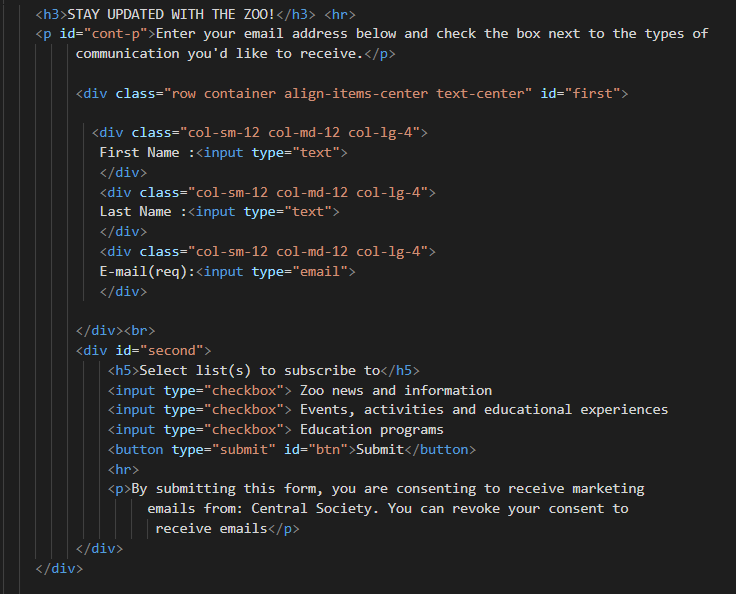 <h3>STAY UPDATED WITH THE ZOO!</h3> <hr>
<p id="cont-p">Enter your email address below and check the box next to the types of
communication you'd like to receive.</p>
<div class="row container align-items-center text-center" id="first">
<div class="col-sm-12 col-md-12 col-lg-4">
First Name :<input type="text">
</div>
<div class="col-sm-12 col-md-12 col-lg-4">
Last Name :<input type="text">
</div>
<div class="col-sm-12 col-md-12 col-lg-4">
E-mail(req):<input type="email">
</div>
</div><br>
<div id="second">
<h5>Select list(s) to subscribe to</h5>
<input type="checkbox"> Zoo news and information
<input type="checkbox"> Events, activities and educational experiences
<input type="checkbox"> Education programs
<button type="submit" id="btn">Submit</button>
<hr>
<p>By submitting this form, you are consenting to receive marketing
emails from: Central Society. You can revoke your consent to
receive emails</p>
</div>
</div>